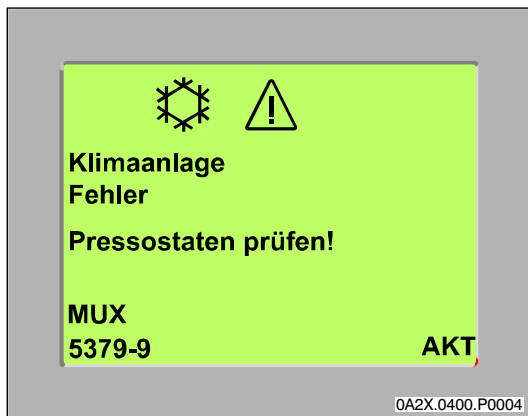 Klimaanlage
Fehler
Pressostaten prüfen!
MUX
5379-9 AKT
0A2X.0400.P0004